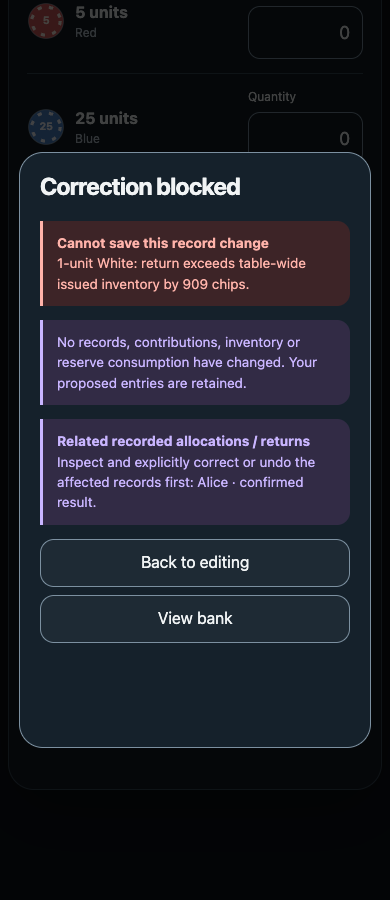 5
5 units
Red
0
Quantity
25
25 units
Blue
0
Correction blocked
Cannot save this record change
1-unit White: return exceeds table-wide
issued inventory by 909 chips.
No records, contributions, inventory or
reserve consumption have changed. Your
proposed entries are retained.
Related recorded allocations / returns
Inspect and explicitly correct or undo the
affected records first: Alice · confirmed
result.
Back to editing
View bank